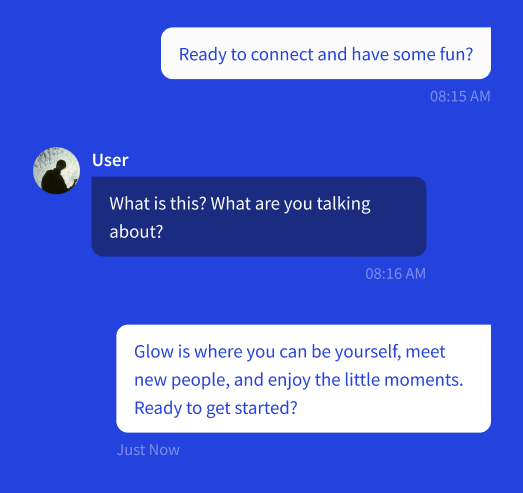 Ready to connect and have some fun?
08:15 AM
User
What is this? What are you talking
about?
08:16 AM
Glow is where you can be yourself, meet
new people, and enjoy the little moments.
Ready to get started?
Just Now